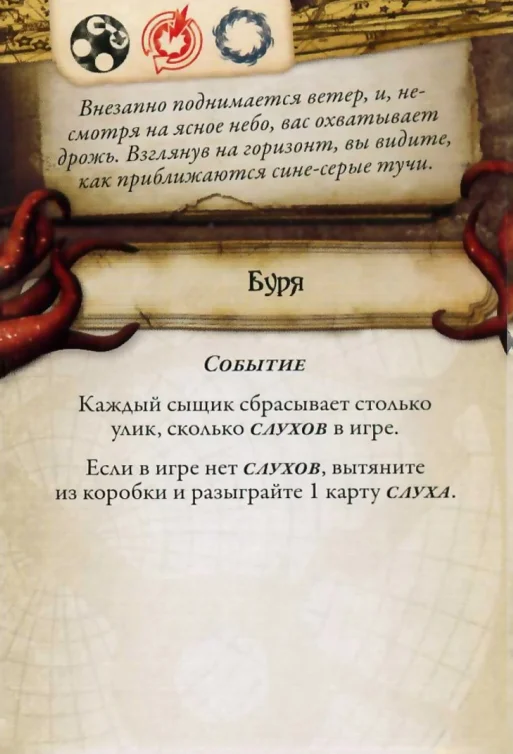 Внезапно поднимается ветер, и, не-
смотря на ясное небо, вас охватывает
дрожь. Взглянув на горизонт, вы видите,
как приближаются сине-серые тучи.
Буря
Событие
Каждый сыщик сбрасывает столько
улик, сколько СЛУХОВ в игре.
Если в игре нет СЛУХОВ, вытяните
из коробки и разыграйте 1 карту СЛУХА.